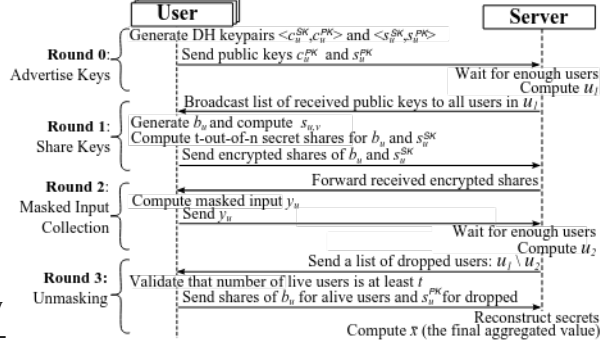 User
Server
Generate DH keypairs <c_u^SK,c_u^PK> and <s_u^SK,s_u^PK>
Round 0:
Advertise Keys
Send public keys c_u^PK and s_u^PK
Wait for enough users
Compute u_1
Broadcast list of received public keys to all users in u_1
Round 1:
Share Keys
Generate b_u and compute s_u,v
Compute t-out-of-n secret shares for b_u and s_u^SK
Send encrypted shares of b_u and s_u^SK
Forward received encrypted shares
Round 2:
Masked Input
Collection
Compute masked input y_u
Send y_u
Wait for enough users
Compute u_2
Send a list of dropped users: u_1 \ u_2
Round 3:
Unmasking
Validate that number of live users is at least t
Send shares of b_u for alive users and s_u^PK for dropped
Reconstruct secrets
Compute x̄ (the final aggregated value)